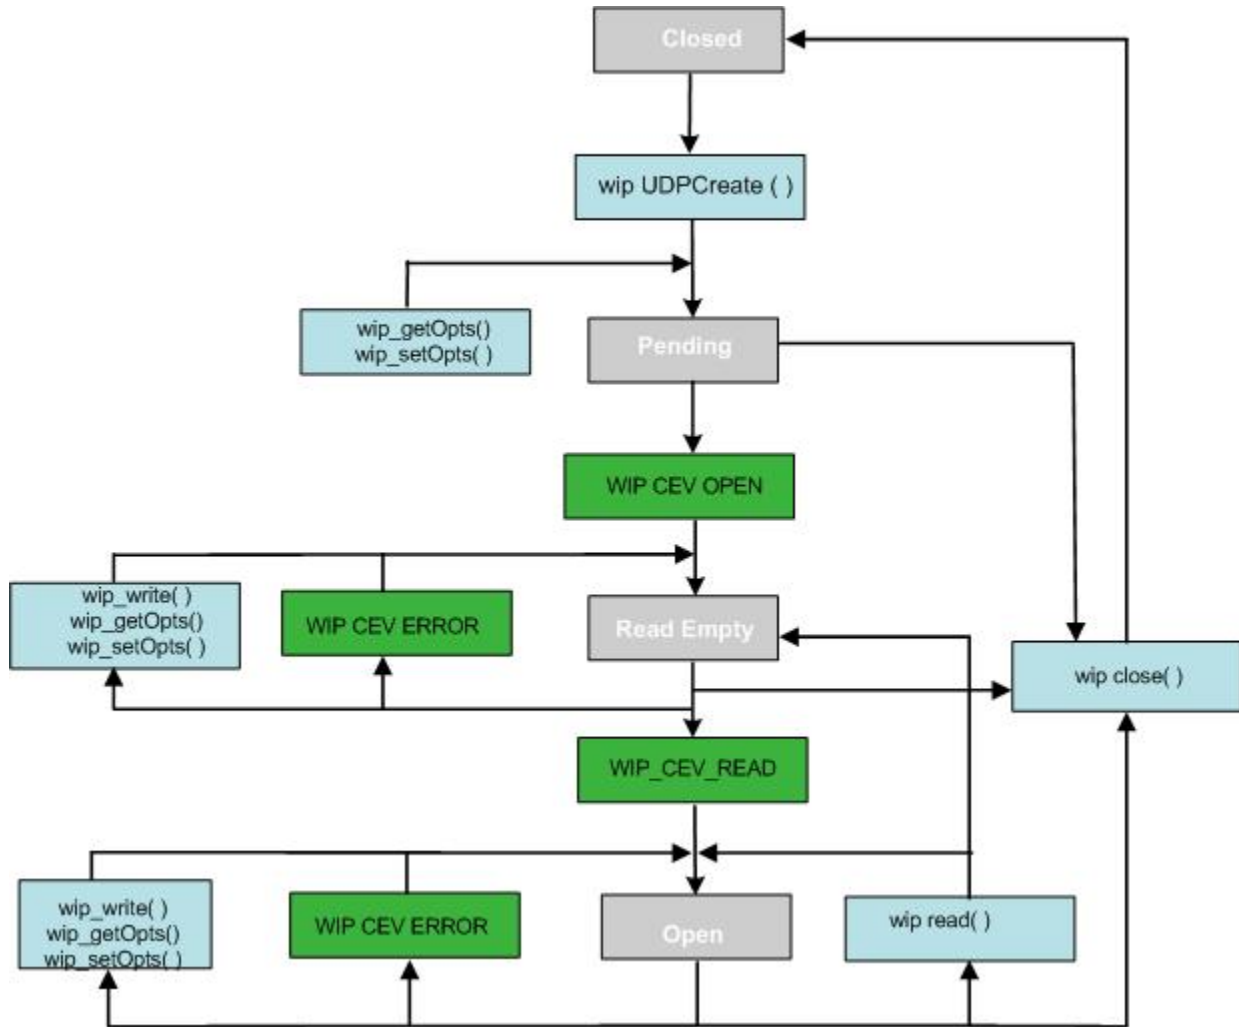 Closed
wip UDPCreate ( )
wip_getOpts()
wip_setOpts( )
Pending
WIP CEV OPEN
wip_write( )
wip_getOpts()
wip_setOpts( )
WIP CEV ERROR
Read Empty
wip close( )
WIP_CEV_READ
wip_write( )
wip_getOpts()
wip_setOpts( )
WIP CEV ERROR
Open
wip read( )